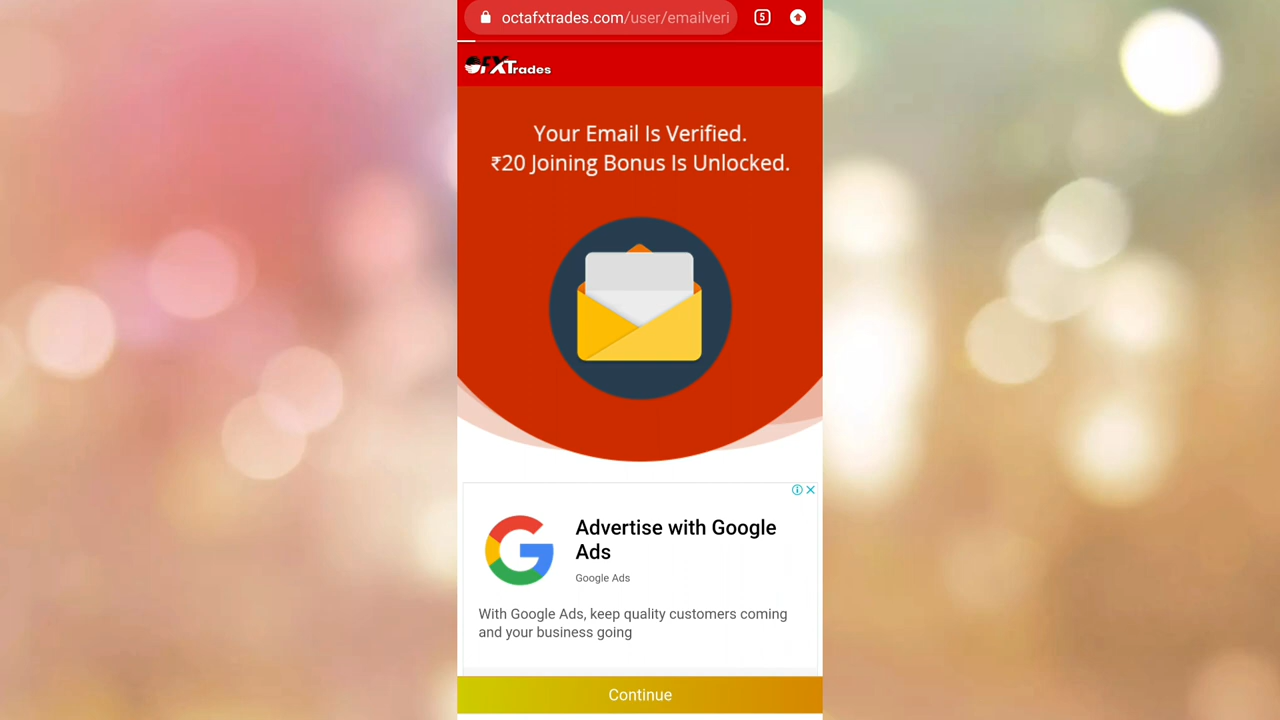 octafxtrades.com/user/emailveri
5
OFXTrades
Your Email Is Verified.
₹20 Joining Bonus Is Unlocked.
Advertise with Google
Ads
Google Ads
With Google Ads, keep quality customers coming
and your business going
Continue